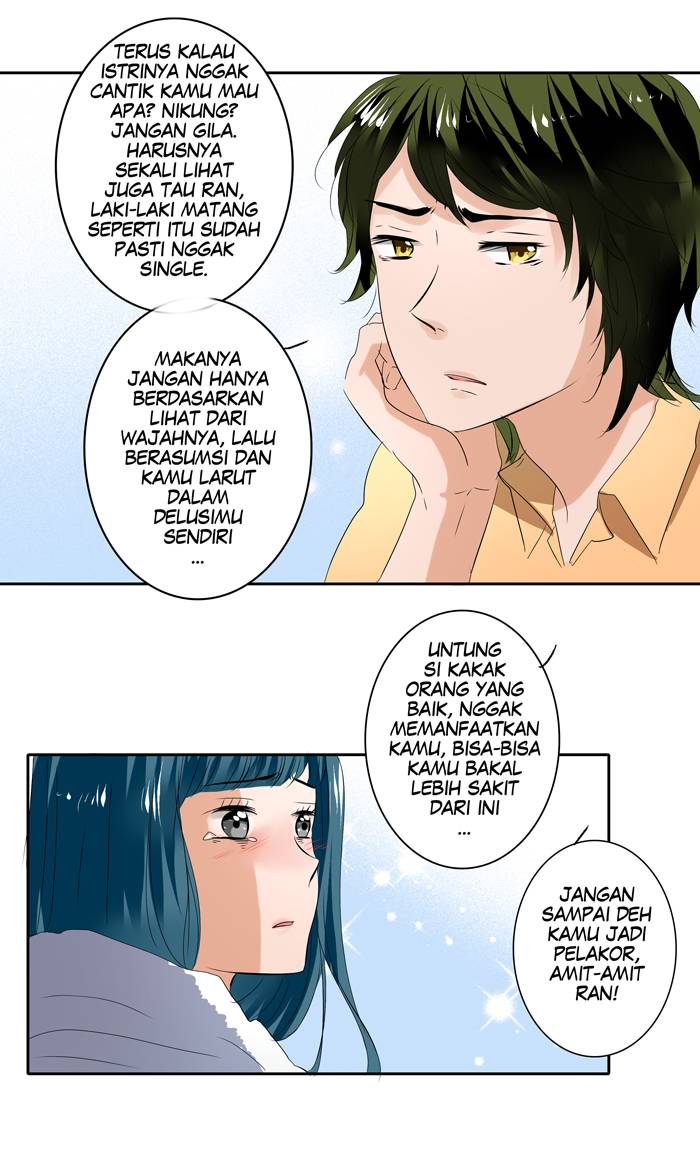 TERUS KALAU
ISTRINYA NGGAK
CANTIK KAMU MAU
APA? NIKUNG?
JANGAN GILA.
HARUSNYA
SEKALI LIHAT
JUGA TAU RAN,
LAKI-LAKI MATANG
SEPERTI ITU SUDAH
PASTI NGGAK
SINGLE.
MAKANYA
JANGAN HANYA
BERDASARKAN
LIHAT DARI
WAJAHNYA, LALU
BERASUMSI DAN
KAMU LARUT
DALAM
DELUSIMU
SENDIRI
...
UNTUNG
SI KAKAK
ORANG YANG
BAIK, NGGAK
MEMANFAATKAN
KAMU, BISA-BISA
KAMU BAKAL
LEBIH SAKIT
DARI INI
...
JANGAN
SAMPAI DEH
KAMU JADI
PELAKOR,
AMIT-AMIT
RAN!